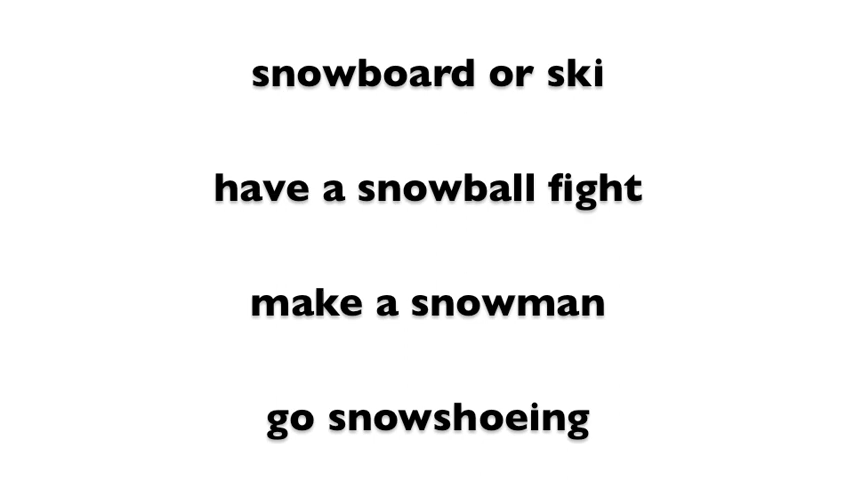 snowboard or ski
have a snowball fight
make a snowman
go snowshoeing